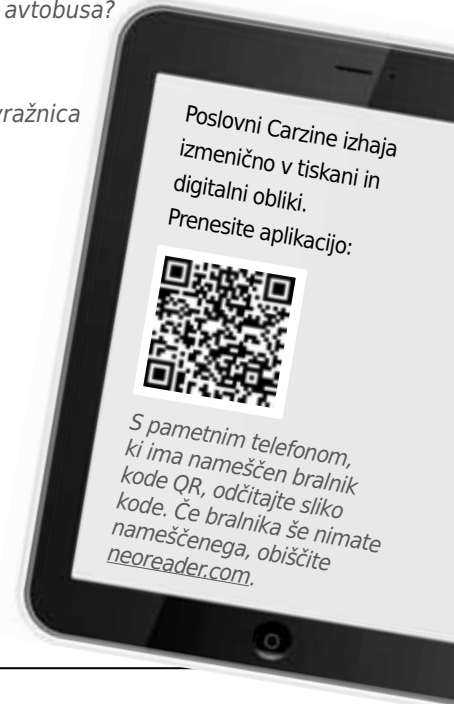 avtobusa?
Poslovni Carzine izhaja
izmenično v tiskani in
digitalni obliki.
Prenesite aplikacijo:
S pametnim telefonom,
ki ima nameščen bralnik
kode QR, odčitajte sliko
kode. Če bralnika še nimate
nameščenega, obiščite
neoreader.com.